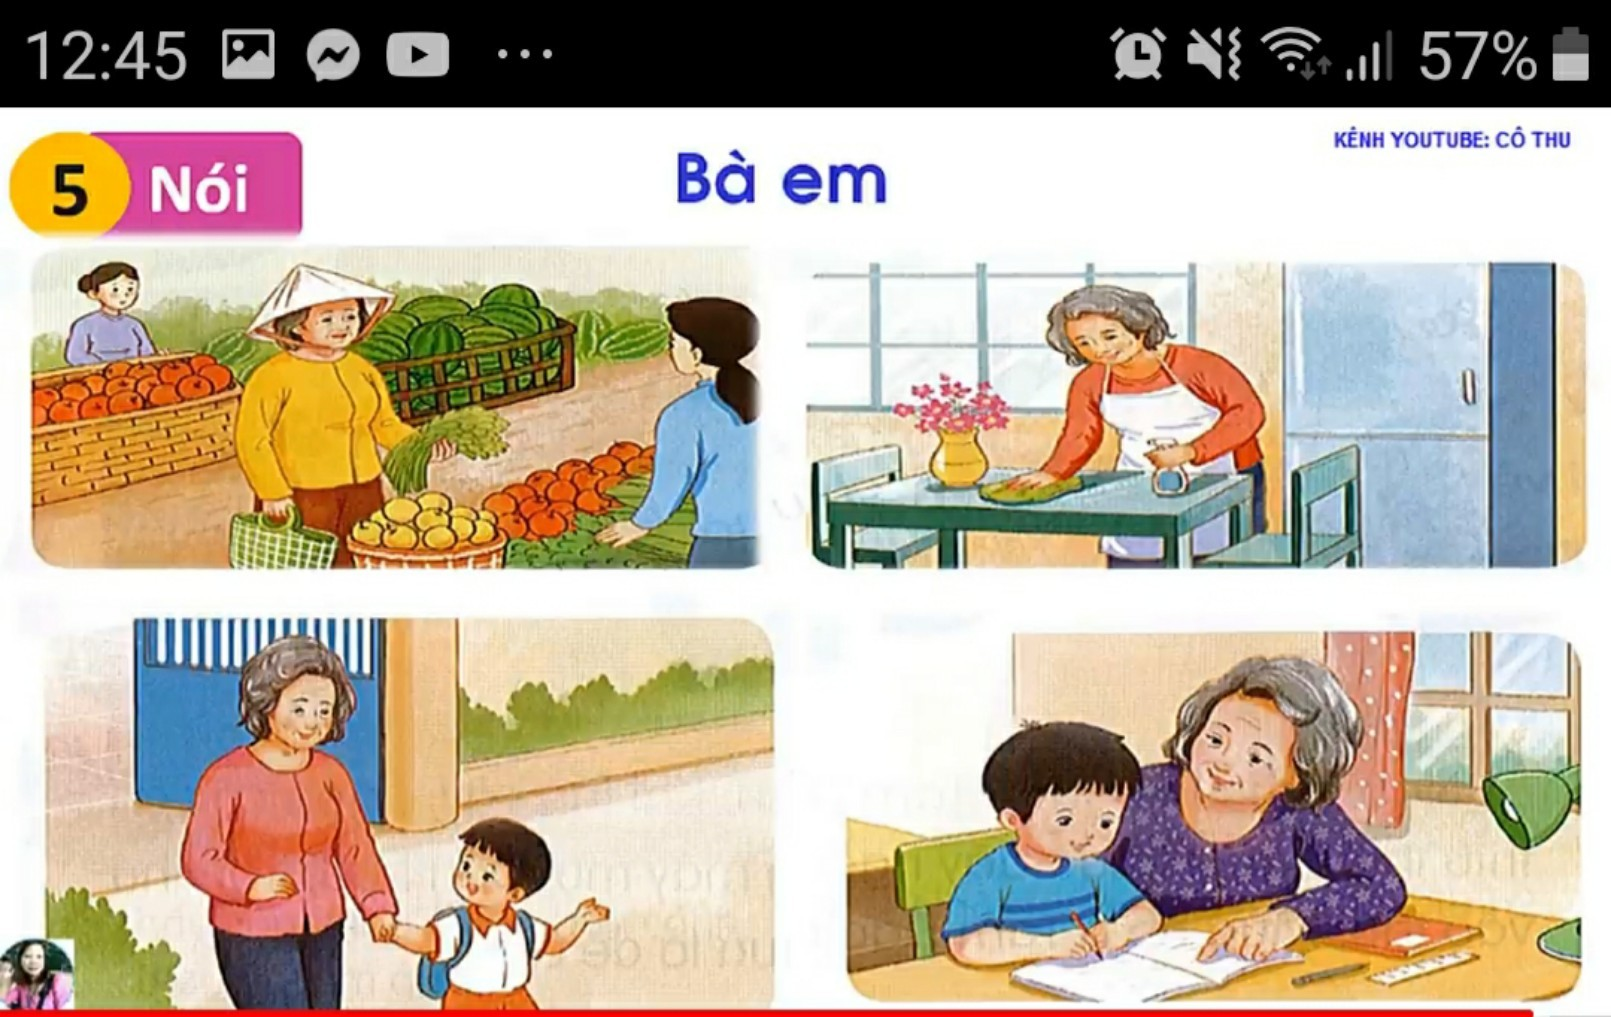 12:45
57%
KÊNH YOUTUBE: CÔ THU
5 Nói
Bà em